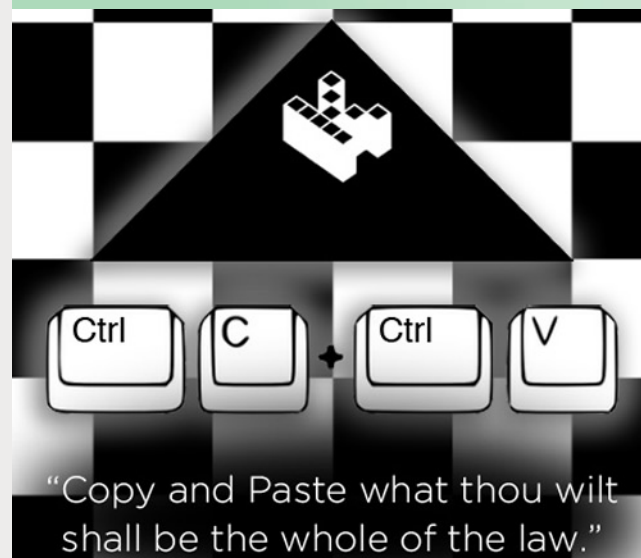 Ctrl C + Ctrl V
“Copy and Paste what thou wilt
shall be the whole of the law.”